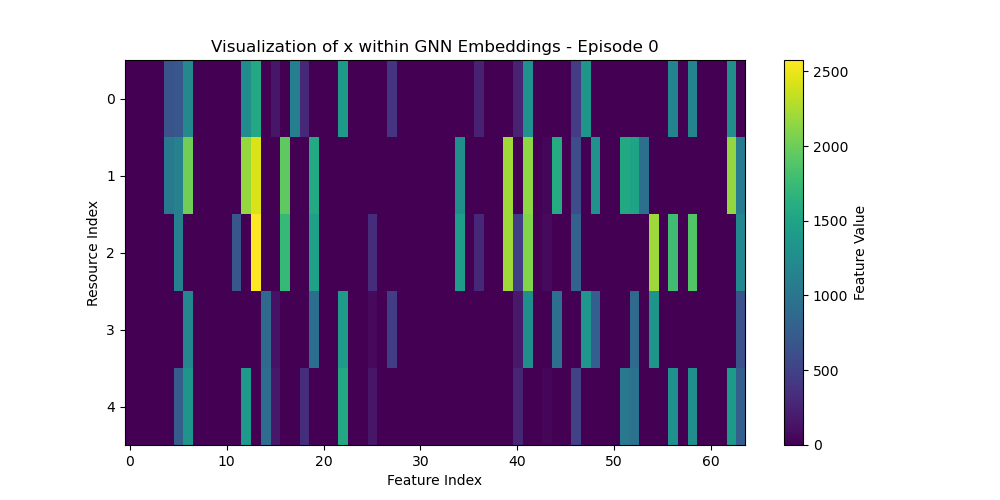 Visualization of x within GNN Embeddings - Episode 0
0
1
2
3
4
Resource Index
0 10 20 30 40 50 60
Feature Index
2500
2000
1500
1000
500
0
Feature Value